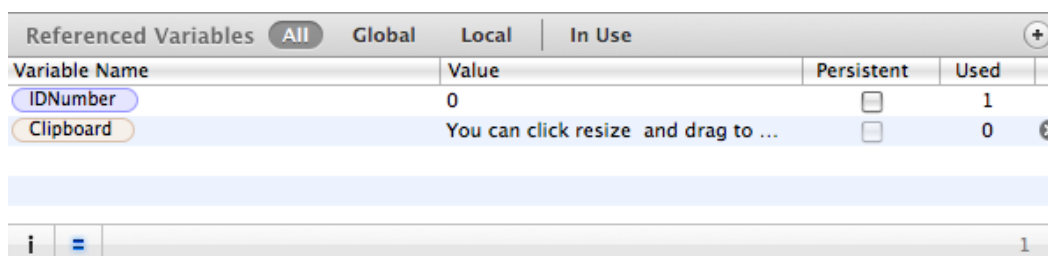 Referenced Variables All Global Local In Use +
Variable Name Value Persistent Used
IDNumber 0 1
Clipboard You can click resize and drag to ... 0
i = 1